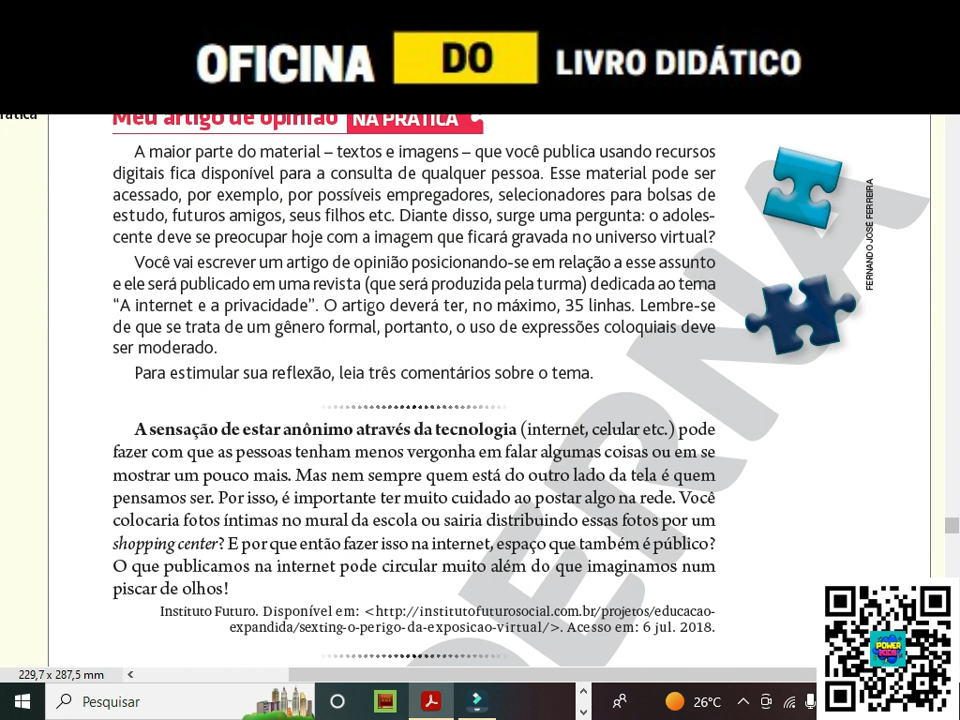 OFICINA DO LIVRO DIDÁTICO
Meu artigo de opinião NA PRÁTICA
A maior parte do material – textos e imagens – que você publica usando recursos
digitais fica disponível para a consulta de qualquer pessoa. Esse material pode ser
acessado, por exemplo, por possíveis empregadores, selecionadores para bolsas de
estudo, futuros amigos, seus filhos etc. Diante disso, surge uma pergunta: o adoles-
cente deve se preocupar hoje com a imagem que ficará gravada no universo virtual?
Você vai escrever um artigo de opinião posicionando-se em relação a esse assunto
e ele será publicado em uma revista (que será produzida pela turma) dedicada ao tema
“A internet e a privacidade”. O artigo deverá ter, no máximo, 35 linhas. Lembre-se
de que se trata de um gênero formal, portanto, o uso de expressões coloquiais deve
ser moderado.
Para estimular sua reflexão, leia três comentários sobre o tema.
FERNANDO JOSÉ FERREIRA
A sensação de estar anônimo através da tecnologia (internet, celular etc.) pode
fazer com que as pessoas tenham menos vergonha em falar algumas coisas ou em se
mostrar um pouco mais. Mas nem sempre quem está do outro lado da tela é quem
pensamos ser. Por isso, é importante ter muito cuidado ao postar algo na rede. Você
colocaria fotos íntimas no mural da escola ou sairia distribuindo essas fotos por um
shopping center? E por que então fazer isso na internet, espaço que também é público?
O que publicamos na internet pode circular muito além do que imaginamos num
piscar de olhos!
Instituto Futuro. Disponível em: <http://institutofuturosocial.com.br/projetos/educacao-
expandida/sexting-o-perigo-da-exposicao-virtual/>. Acesso em: 6 jul. 2018.
229,7 x 287,5 mm
Pesquisar
26°C